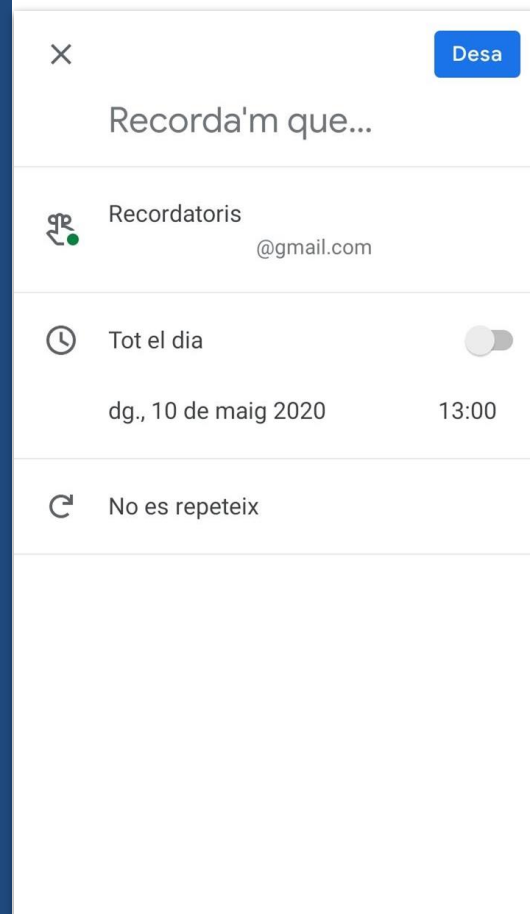 Desa
Recorda'm que...
Recordatoris
@gmail.com
Tot el dia
dg., 10 de maig 2020 13:00
No es repeteix